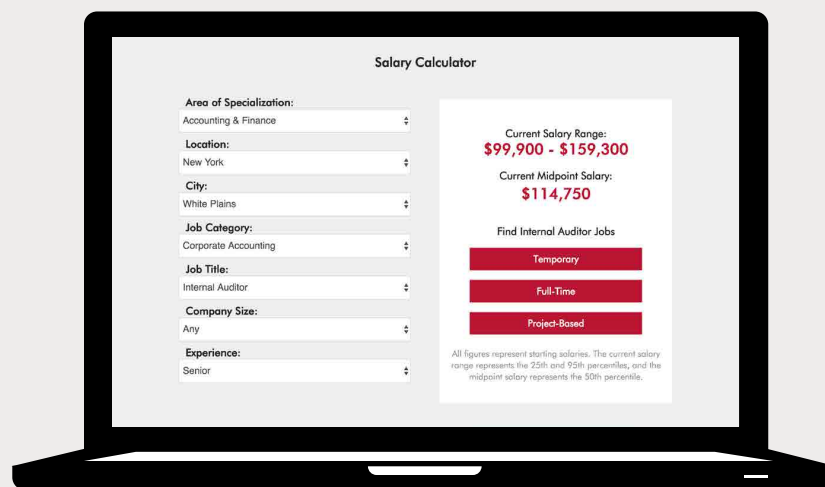 Salary Calculator
Area of Specialization:
Accounting & Finance
Location:
New York
City:
White Plains
Job Category:
Corporate Accounting
Job Title:
Internal Auditor
Company Size:
Any
Experience:
Senior
Current Salary Range:
$99,900 - $159,300
Current Midpoint Salary:
$114,750
Find Internal Auditor Jobs
Temporary
Full-Time
Project-Based
All figures represent starting salaries. The current salary
range represents the 25th and 95th percentiles, and the
midpoint salary represents the 50th percentile.